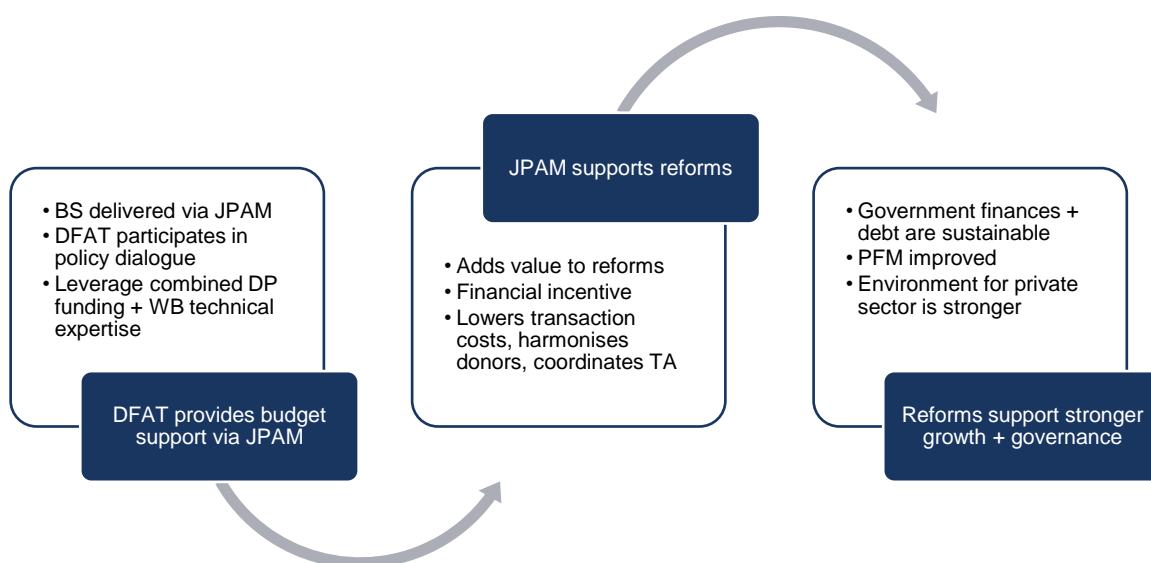 • BS delivered via JPAM
• DFAT participates in
policy dialogue
• Leverage combined DP
funding + WB technical
expertise
DFAT provides budget
support via JPAM
JPAM supports reforms
• Adds value to reforms
• Financial incentive
• Lowers transaction
costs, harmonises
donors, coordinates TA
• Government finances +
debt are sustainable
• PFM improved
• Environment for private
sector is stronger
Reforms support stronger
growth + governance